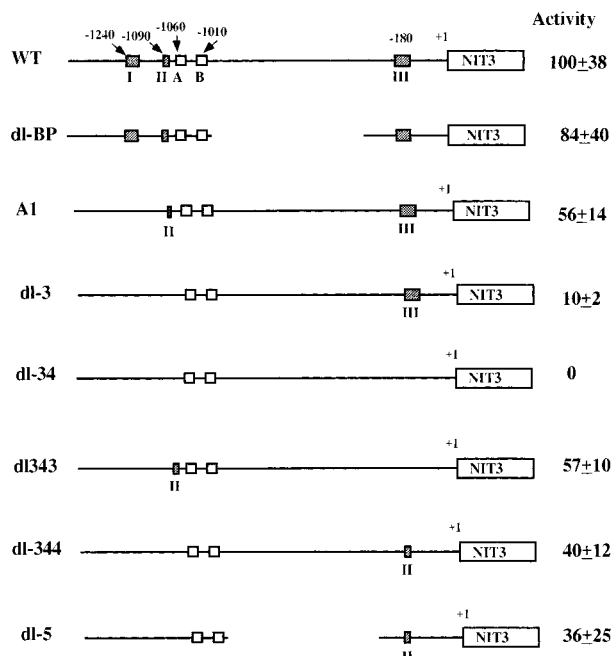 Activity
-1240 -1090 -1060 -1010 -180 +1
WT NIT3 100±38
I II A B III
dl-BP NIT3 84±40
+1
A1 NIT3 56±14
II III
+1
dl-3 NIT3 10±2
III
+1
dl-34 NIT3 0
+1
dl343 NIT3 57±10
II
+1
dl-344 NIT3 40±12
II
+1
dl-5 NIT3 36±25
II